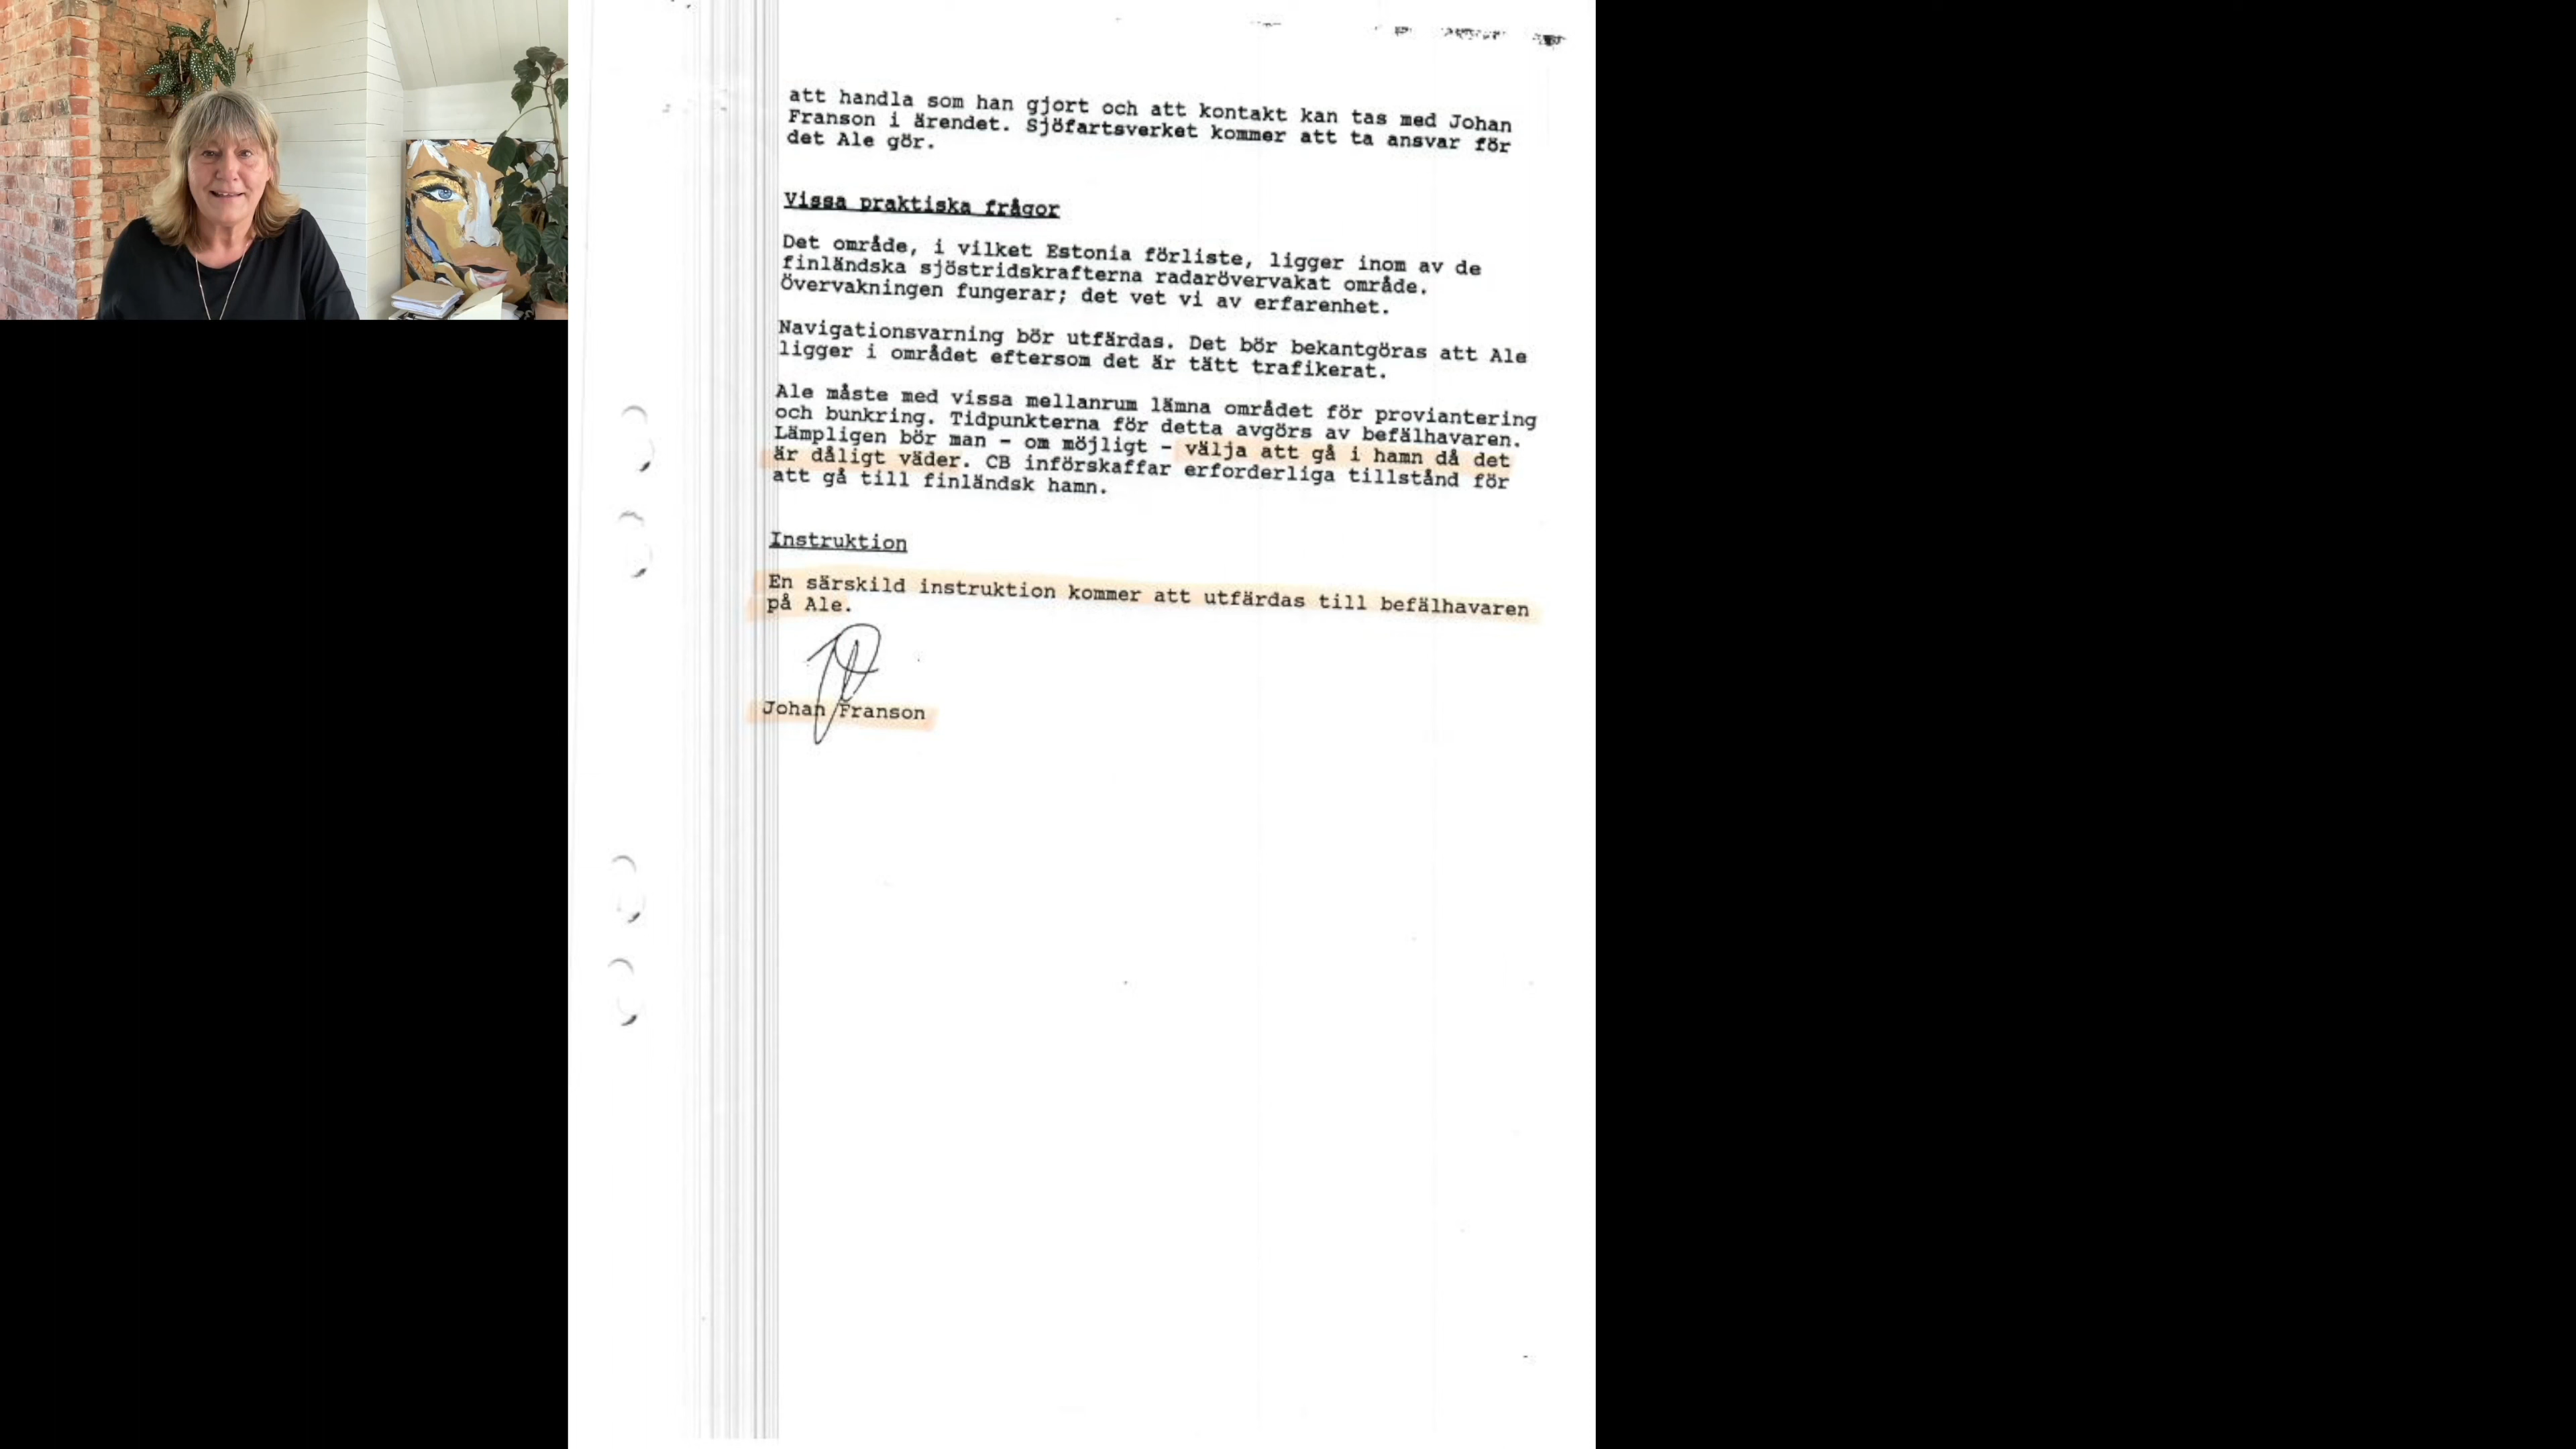 att handla som han gjort och att kontakt kan tas med Johan
Franson i ärendet. Sjöfartsverket kommer att ta ansvar för
det Ale gör.
Vissa praktiska frågor
Det område, i vilket Estonia förliste, ligger inom av de
finländska sjöstridskrafterna radarövervakat område.
Övervakningen fungerar; det vet vi av erfarenhet.
Navigationsvarning bör utfärdas. Det bör bekantgöras att Ale
ligger i området eftersom det är tätt trafikerat.
Ale måste med vissa mellanrum lämna området för proviantering
och bunkring. Tidpunkterna för detta avgörs av befälhavaren.
Lämpligen bör man - om möjligt - välja att gå i hamn då det
är dåligt väder. CB införskaffar erforderliga tillstånd för
att gå till finländsk hamn.
Instruktion
En särskild instruktion kommer att utfärdas till befälhavaren
på Ale.
Johan Franson